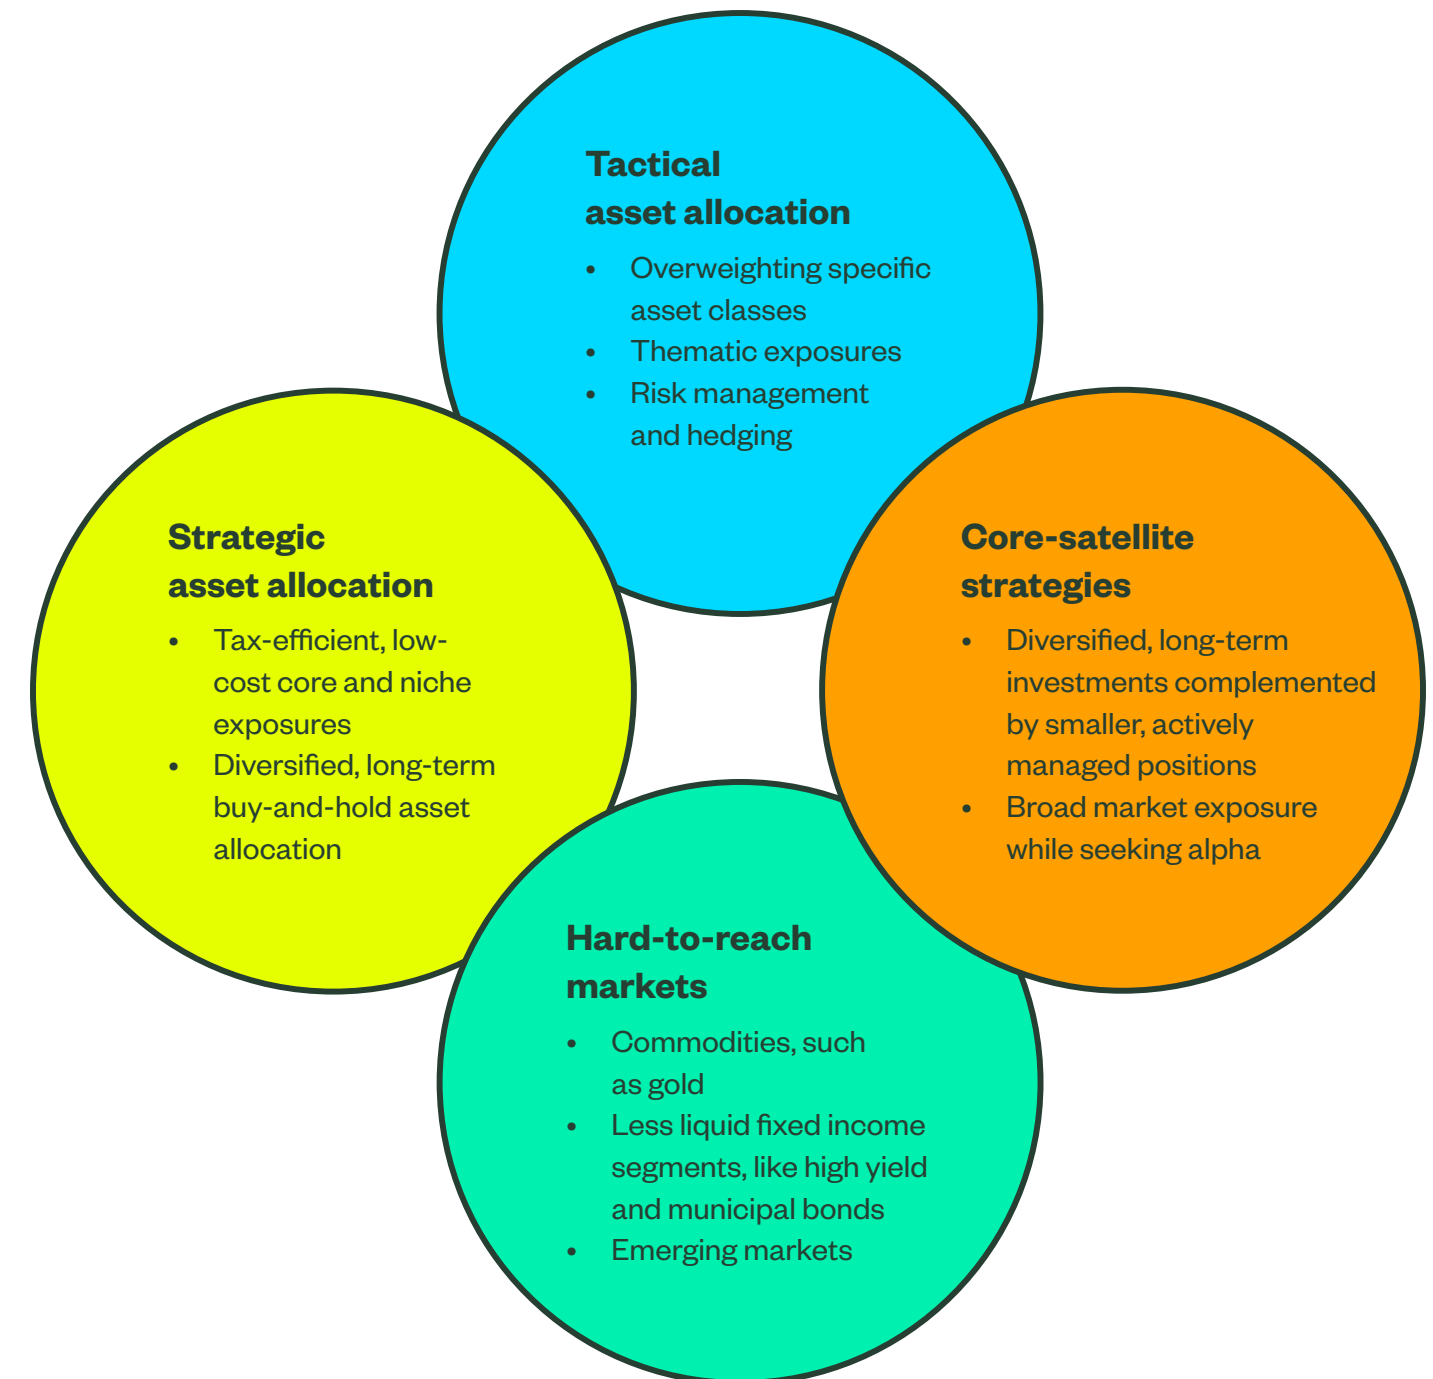 Tactical
asset allocation
• Overweighting specific
asset classes
• Thematic exposures
• Risk management
and hedging
Strategic
asset allocation
• Tax-efficient, low-
cost core and niche
exposures
• Diversified, long-term
buy-and-hold asset
allocation
Core-satellite
strategies
• Diversified, long-term
investments complemented
by smaller, actively
managed positions
• Broad market exposure
while seeking alpha
Hard-to-reach
markets
• Commodities, such
as gold
• Less liquid fixed income
segments, like high yield
and municipal bonds
• Emerging markets